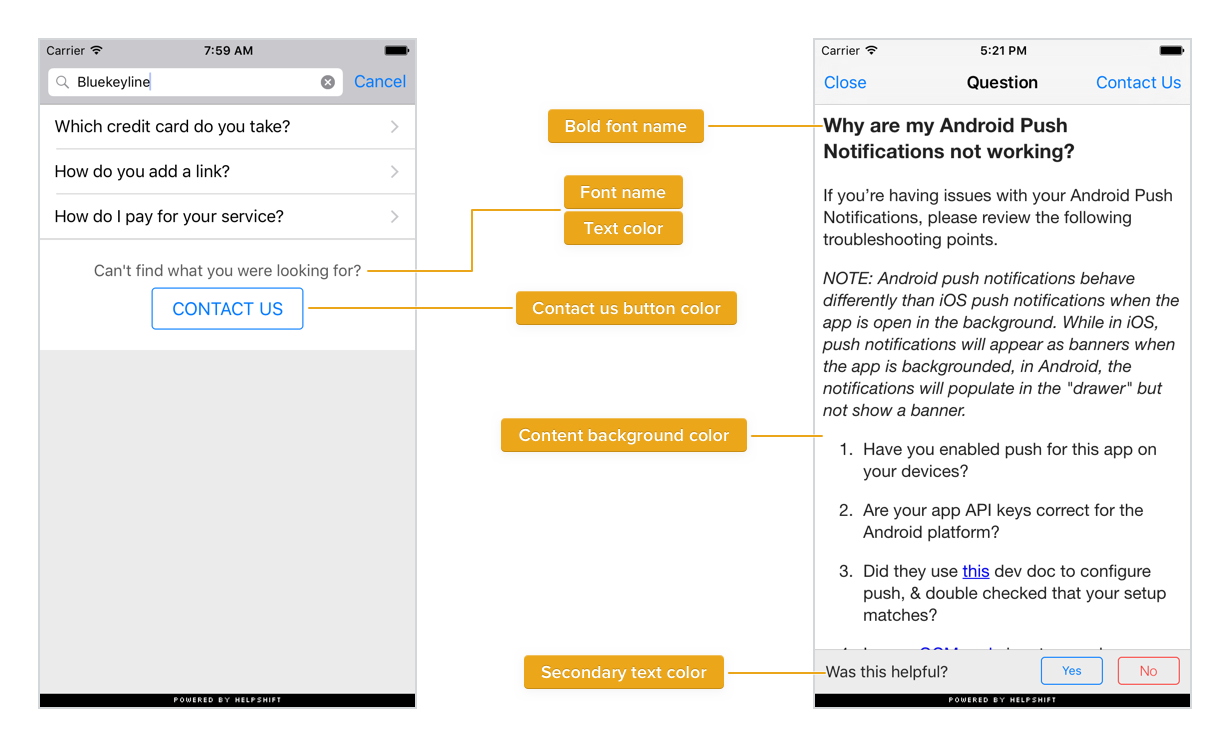 Carrier 7:59 AM
Bluekeyline Cancel
Which credit card do you take?
How do you add a link?
How do I pay for your service?
Can't find what you were looking for?
CONTACT US
POWERED BY HELPSHIFT
Bold font name
Font name
Text color
Contact us button color
Content background color
Secondary text color
Carrier 5:21 PM
Close Question Contact Us
Why are my Android Push
Notifications not working?
If you’re having issues with your Android Push
Notifications, please review the following
troubleshooting points.
NOTE: Android push notifications behave
differently than iOS push notifications when the
app is open in the background. While in iOS,
push notifications will appear as banners when
the app is backgrounded, in Android, the
notifications will populate in the "drawer" but
not show a banner.
1. Have you enabled push for this app on
your devices?
2. Are your app API keys correct for the
Android platform?
3. Did they use this dev doc to configure
push, & double checked that your setup
matches?
Was this helpful? Yes No
POWERED BY HELPSHIFT